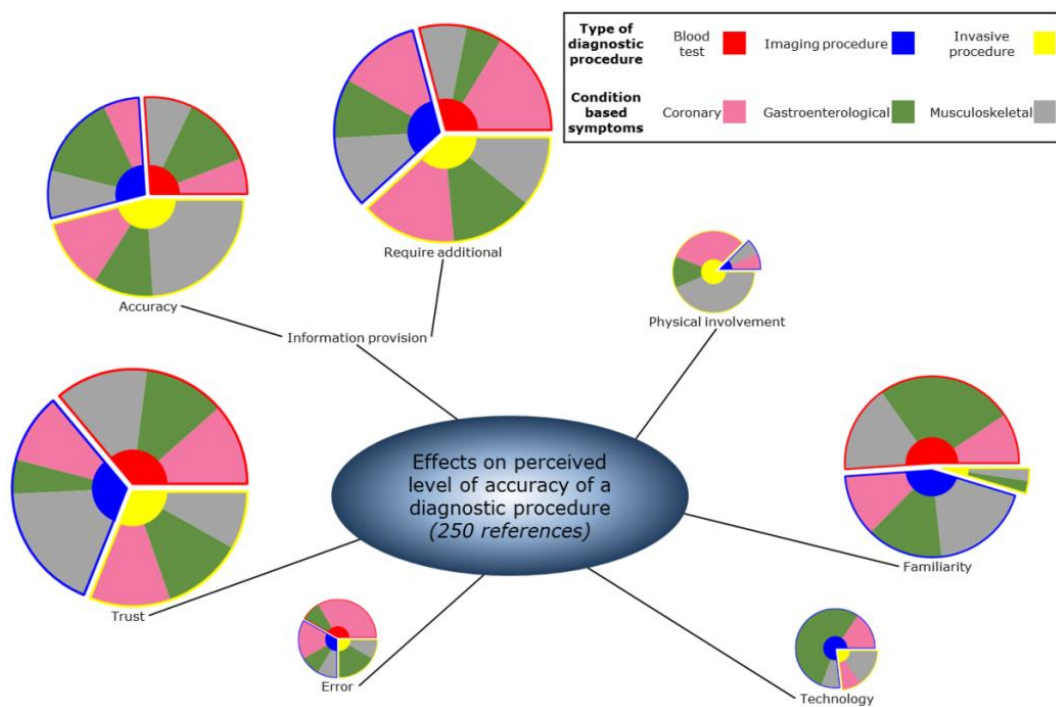 Type of
diagnostic
procedure
Blood
test
Imaging procedure
Invasive
procedure
Condition
based
symptoms
Coronary
Gastroenterological
Musculoskeletal
Require additional
Accuracy
Information provision
Physical involvement
Effects on perceived
level of accuracy of a
diagnostic procedure
(250 references)
Trust
Familiarity
Error
Technology